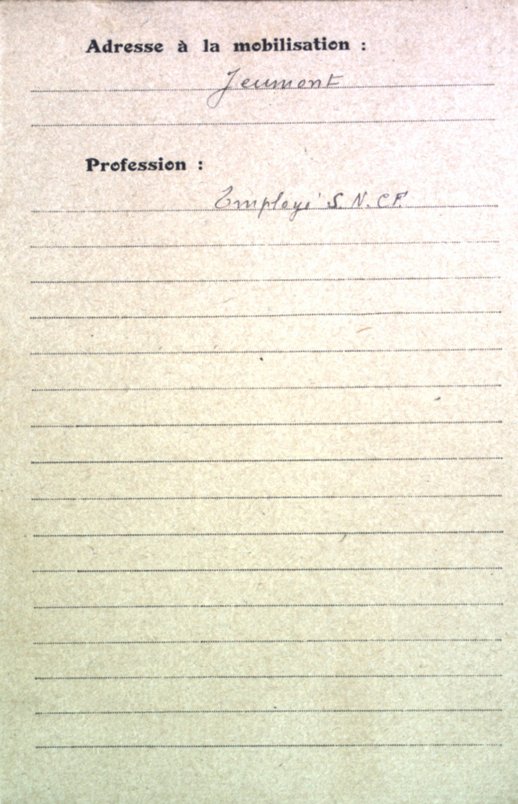 Adresse à la mobilisation :
Jeumont
Profession :
Employé S.N.C.F.